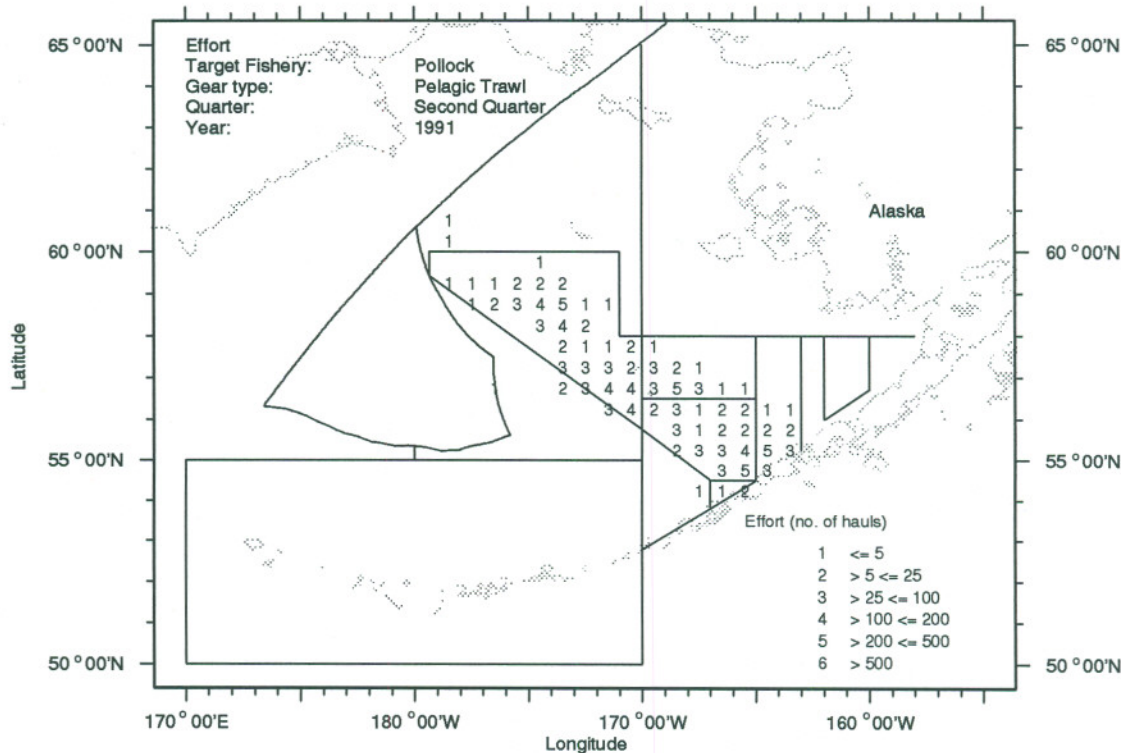 Effort
Target Fishery: Pollock
Gear type: Pelagic Trawl
Quarter: Second Quarter
Year: 1991
65°00'N
65°00'N
Alaska
1
60°00'N
1
60°00'N
1
1 1 1 2 2 2
1 2 3 4 5 1 1
3 4 2
2 1 1 2 1
3 3 3 2 3 2 1
2 3 4 4 3 5 3 1 1
3 4 2 3 1 2 2 1 1
3 1 2 2 2 2
2 3 3 4 5 3
55°00'N
3 5 3
55°00'N
1 1 2
Latitude
Effort (no. of hauls)
1 <= 5
2 > 5 <= 25
3 > 25 <= 100
4 > 100 <= 200
5 > 200 <= 500
6 > 500
50°00'N
50°00'N
170°00'E
180°00'W
170°00'W
160°00'W
Longitude